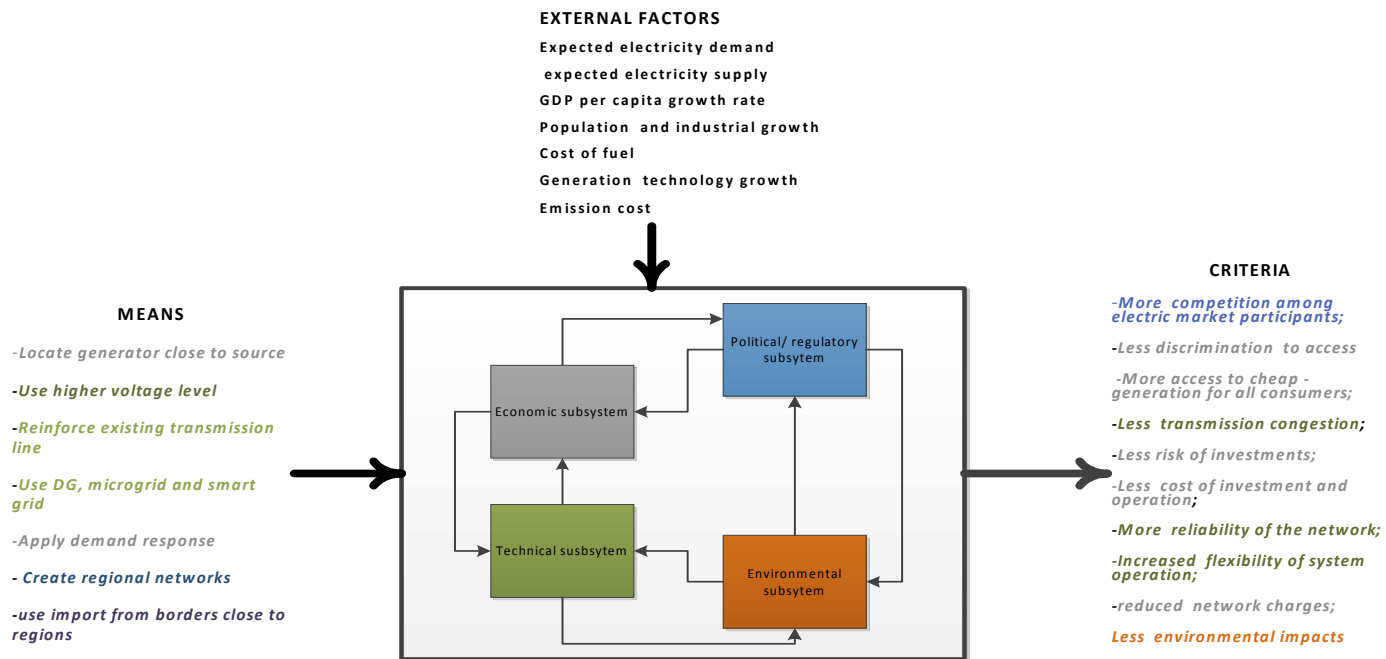 EXTERNAL FACTORS
Expected electricity demand
expected electricity supply
GDP per capita growth rate
Population and industrial growth
Cost of fuel
Generation technology growth
Emission cost
MEANS
-Locate generator close to source
-Use higher voltage level
-Reinforce existing transmission
line
-Use DG, microgrid and smart
grid
-Apply demand response
- Create regional networks
-use import from borders close to
regions
Political/ regulatory
subsytem
Economic subsystem
Technical susbsytem
Environmental
subsytem
CRITERIA
-More competition among
electric market participants;
-Less discrimination to access
-More access to cheap -
generation for all consumers;
-Less transmission congestion;
-Less risk of investments;
-Less cost of investment and
operation;
-More reliability of the network;
-Increased flexibility of system
operation;
-reduced network charges;
Less environmental impacts